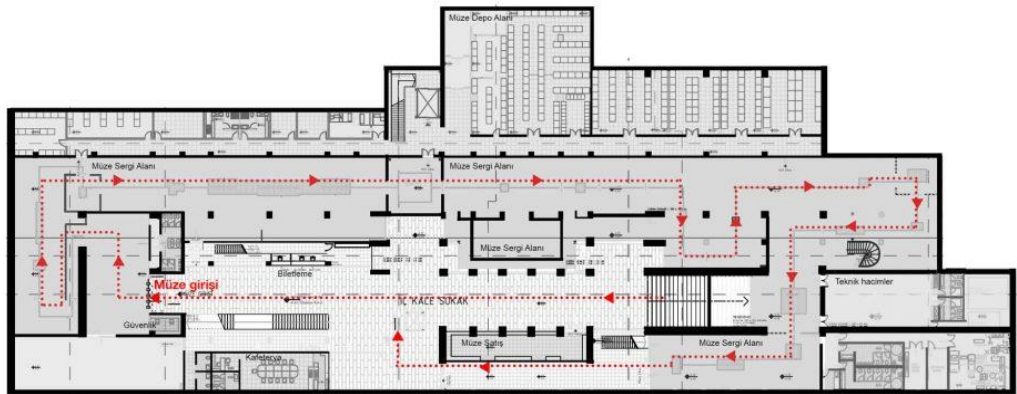 Müze Depo Alanı
Müze Sergi Alanı
Müze Sergi Alanı
Müze Sergi Alanı
Biletleme
Müze girişi
KALE SOKAK
Teknik hacimler
Güvenlik
Müze Satış
Müze Sergi Alanı
Kafeterya